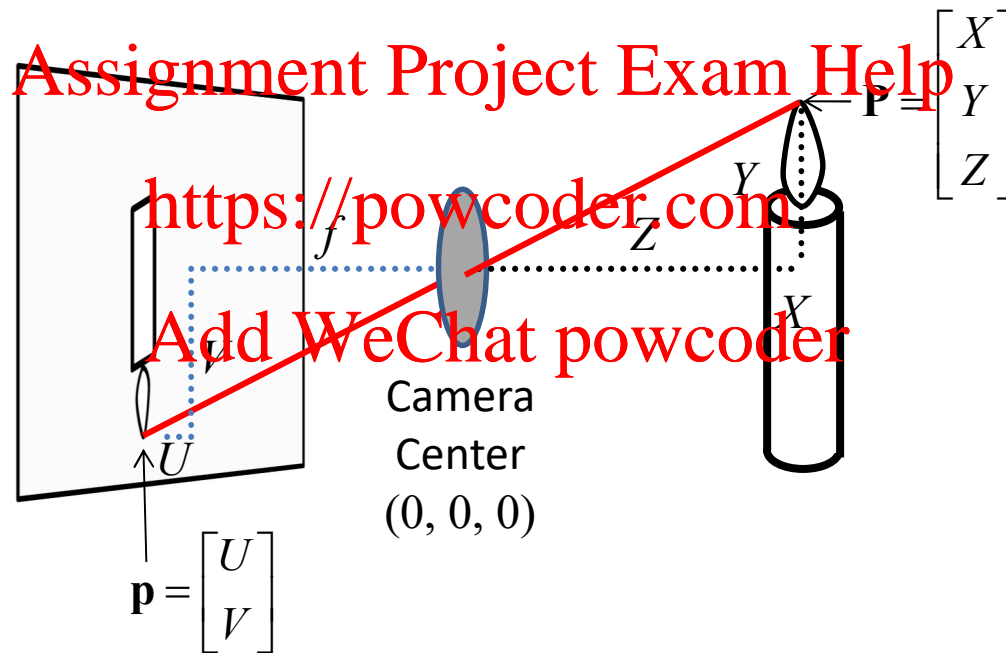 Assignment Project Exam Help
P = [X Y Z]
https://powcoder.com
Y
f
Z
X
Add WeChat powcoder
V
U
Camera
Center
(0, 0, 0)
p = [U V]